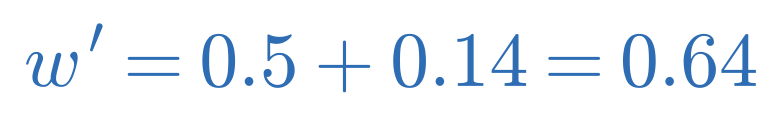 w′ = 0.5 + 0.14 = 0.64